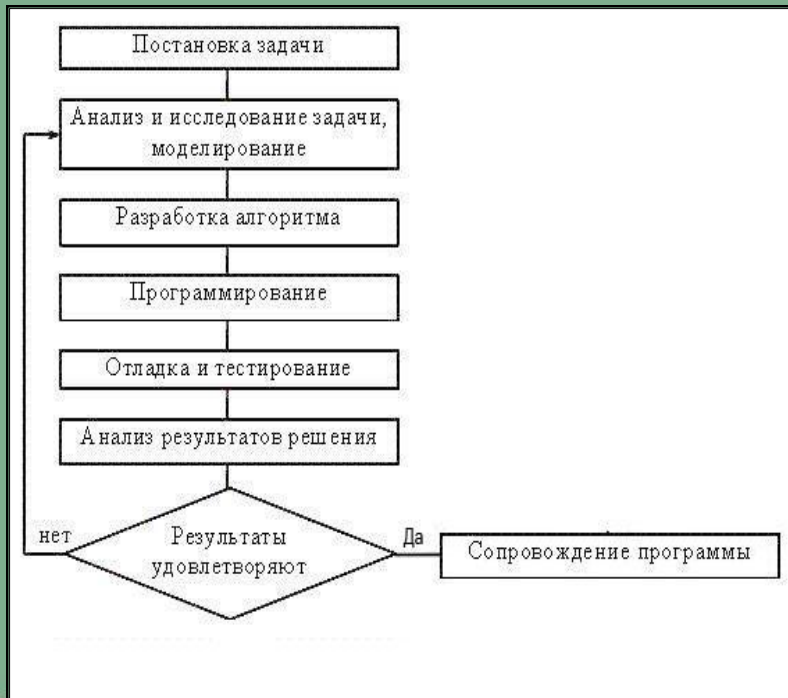 Постановка задачи
Анализ и исследование задачи,
моделирование
Разработка алгоритма
Программирование
Отладка и тестирование
Анализ результатов решения
нет
Результаты
удовлетворяют
Да
Сопровождение программы